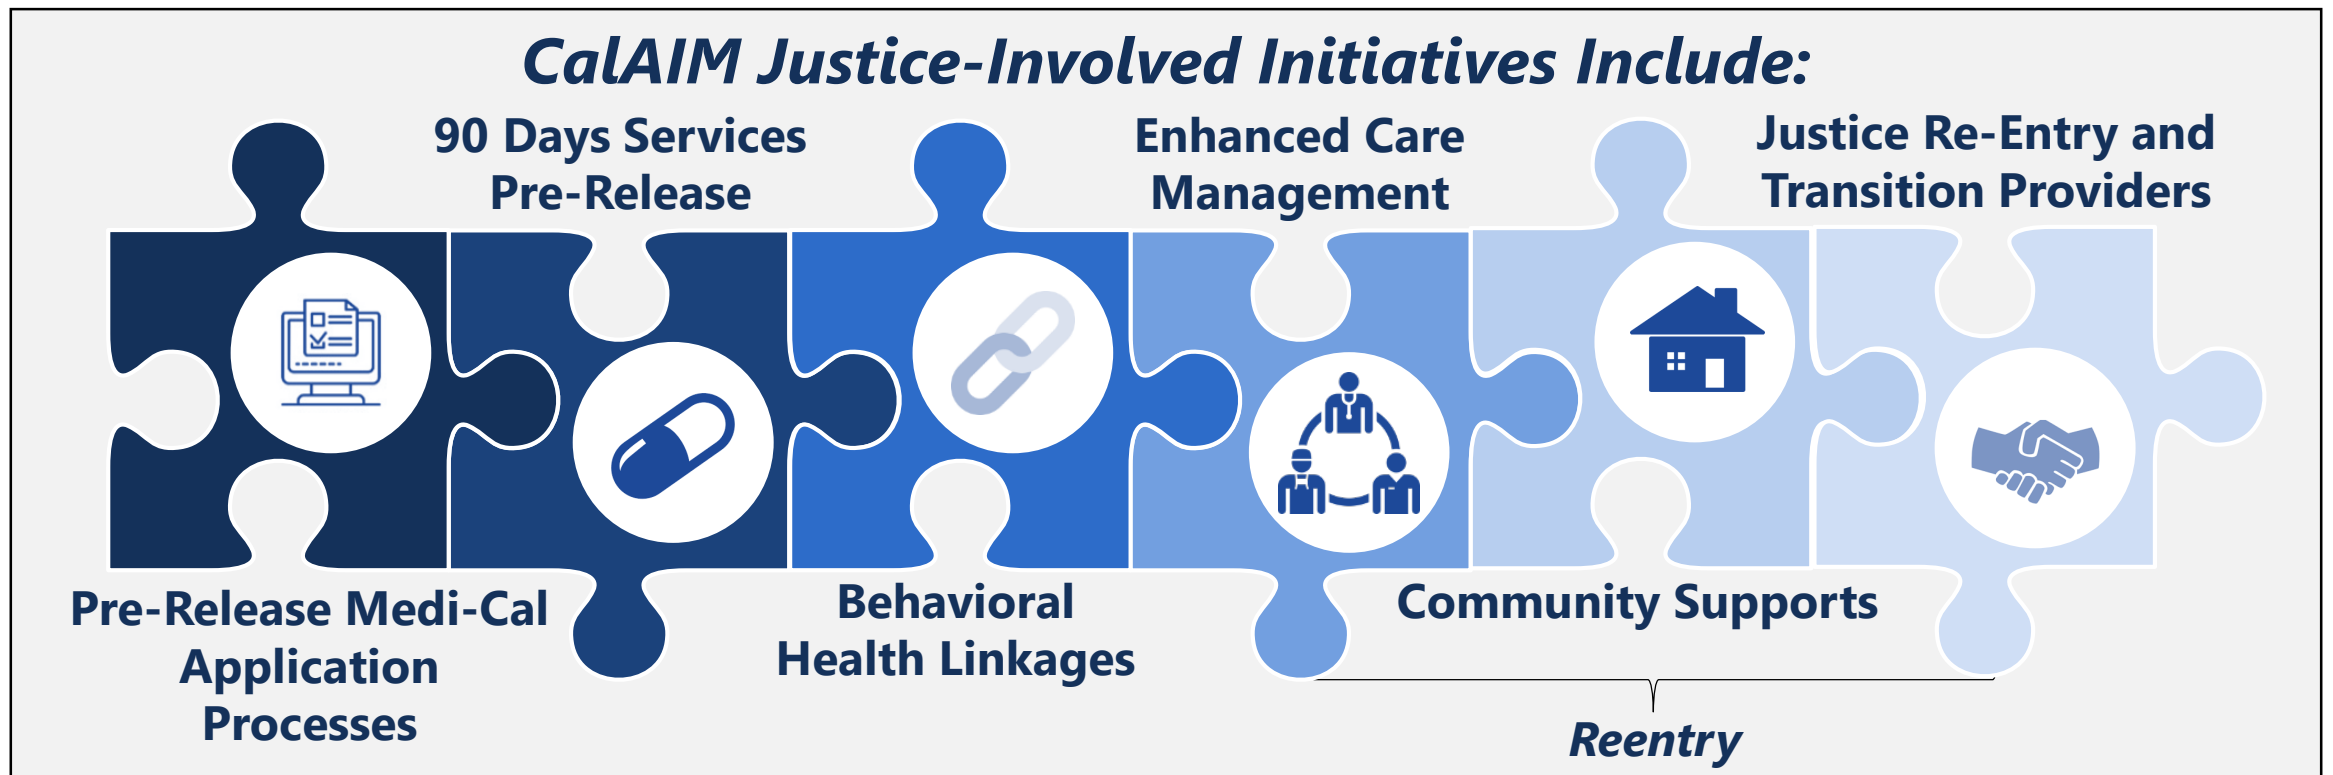 CalAIM Justice-Involved Initiatives Include:
90 Days Services
Pre-Release
Enhanced Care
Management
Justice Re-Entry and
Transition Providers
Pre-Release Medi-Cal
Application
Processes
Behavioral
Health Linkages
Community Supports
Reentry